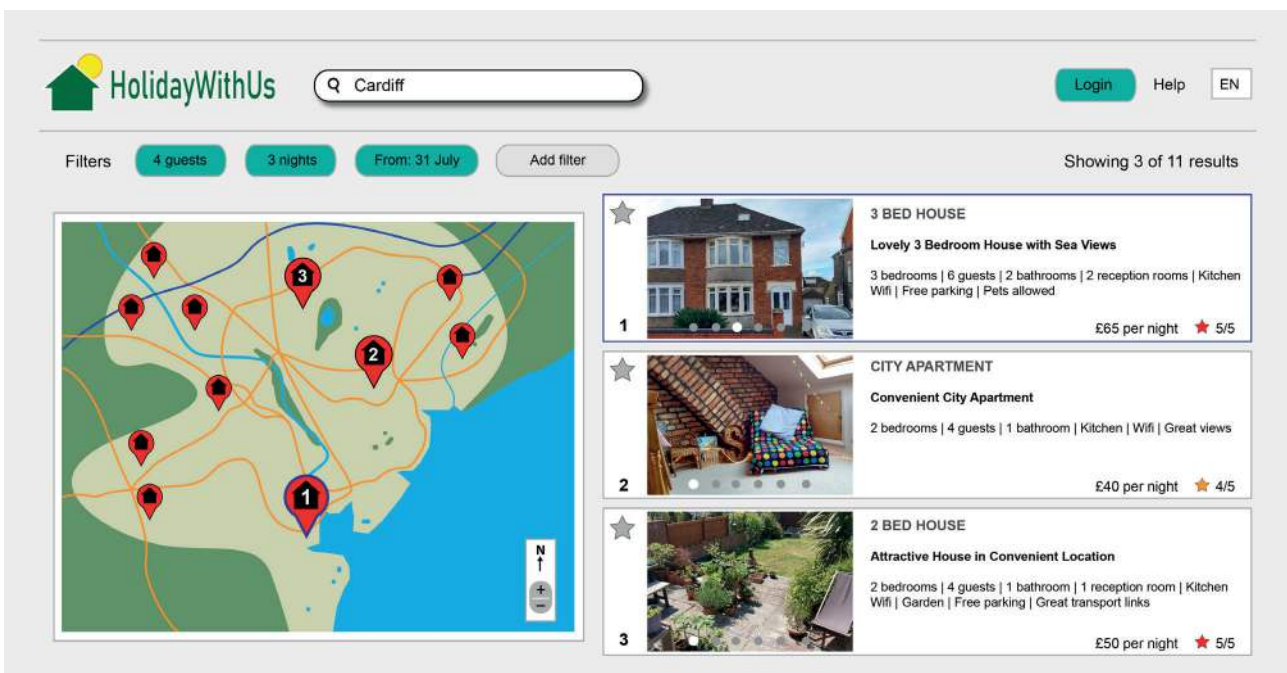 HolidayWithUs
Cardiff
Login
Help
EN
Filters
4 guests
3 nights
From: 31 July
Add filter
Showing 3 of 11 results
3
2
1
N
+
−
1
3 BED HOUSE
Lovely 3 Bedroom House with Sea Views
3 bedrooms | 6 guests | 2 bathrooms | 2 reception rooms | Kitchen
Wifi | Free parking | Pets allowed
£65 per night
5/5
2
CITY APARTMENT
Convenient City Apartment
2 bedrooms | 4 guests | 1 bathroom | Kitchen | Wifi | Great views
£40 per night
4/5
3
2 BED HOUSE
Attractive House in Convenient Location
2 bedrooms | 4 guests | 1 bathroom | 1 reception room | Kitchen
Wifi | Garden | Free parking | Great transport links
£50 per night
5/5